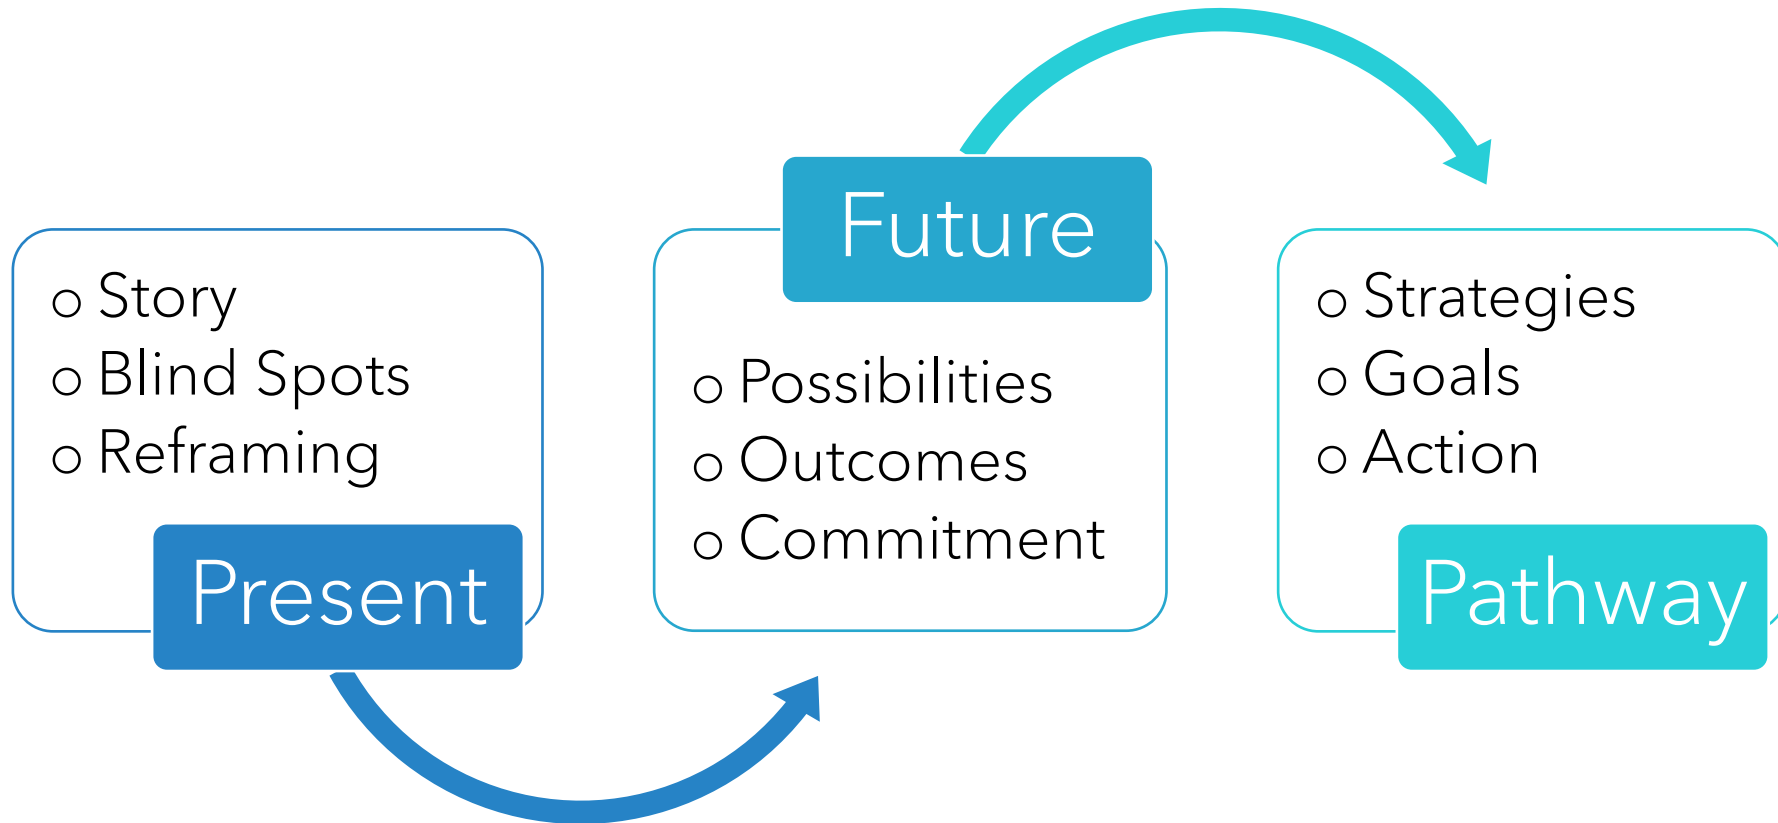 ○ Story
○ Blind Spots
○ Reframing
Present
Future
○ Possibilities
○ Outcomes
○ Commitment
○ Strategies
○ Goals
○ Action
Pathway